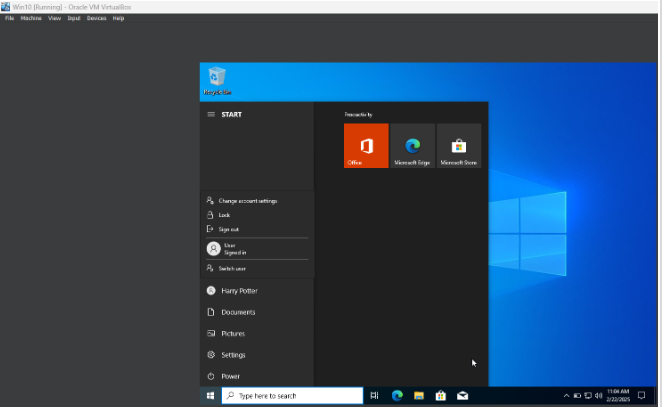 Win10 [Running] - Oracle VM VirtualBox
File Machine View Input Devices Help
Recycle Bin
START
Productivity
Office
Microsoft Edge
Microsoft Store
Change account settings
Lock
Sign out
User
Signed in
Switch user
Harry Potter
Documents
Pictures
Settings
Power
Type here to search
11:04 AM
2/22/2025